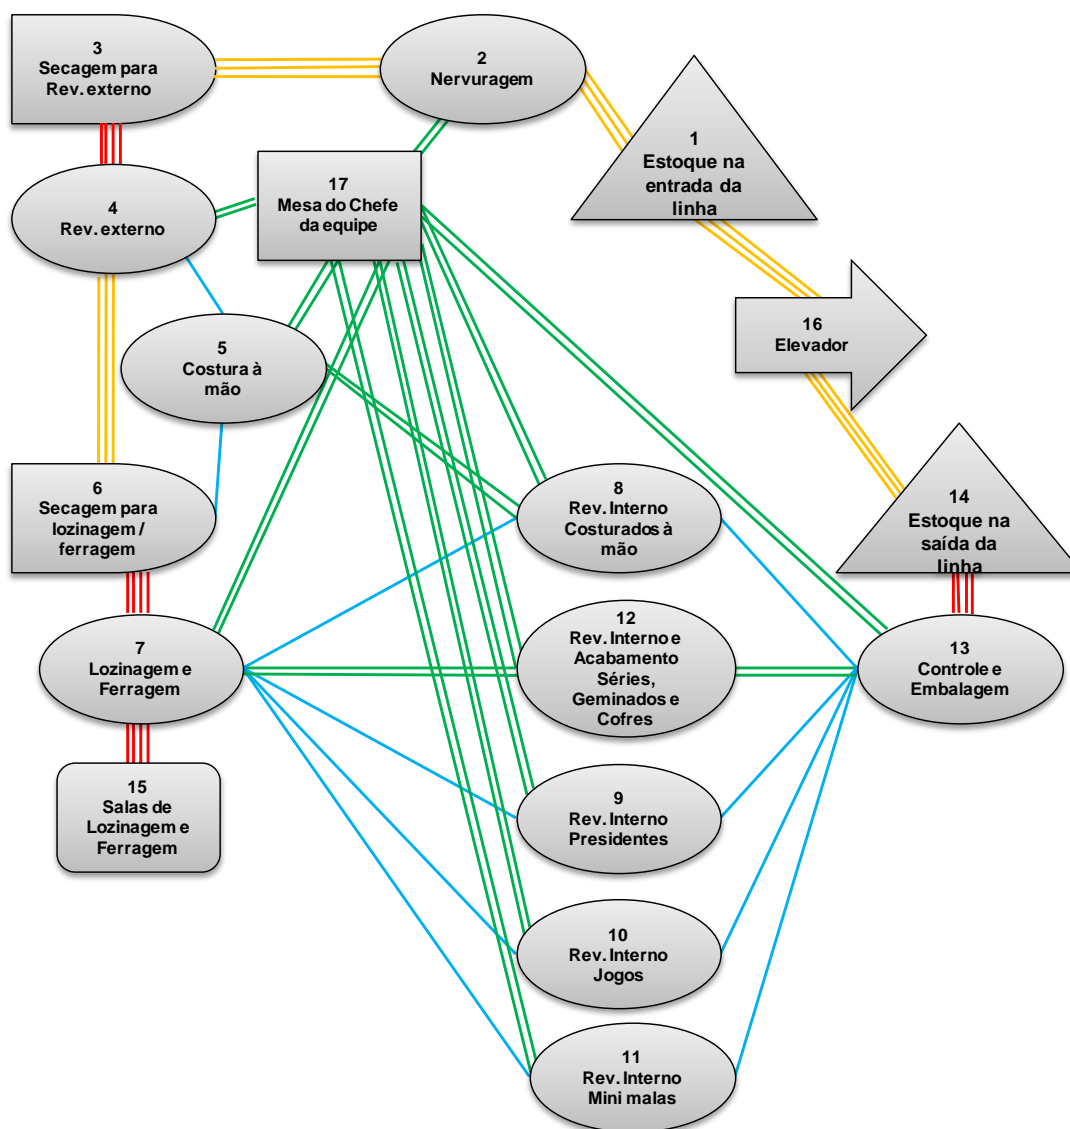 3
Secagem para
Rev. externo
2
Nervuragem
1
Estoque na
entrada da
linha
17
Mesa do Chefe
da equipe
4
Rev. externo
16
Elevador
5
Costura à
mão
6
Secagem para
lozinagem /
ferragem
8
Rev. Interno
Costurados à
mão
14
Estoque na
saída da
linha
7
Lozinagem e
Ferragem
12
Rev. Interno e
Acabamento
Séries,
Geminados e
Cofres
13
Controle e
Embalagem
15
Salas de
Lozinagem e
Ferragem
9
Rev. Interno
Presidentes
10
Rev. Interno
Jogos
11
Rev. Interno
Mini malas